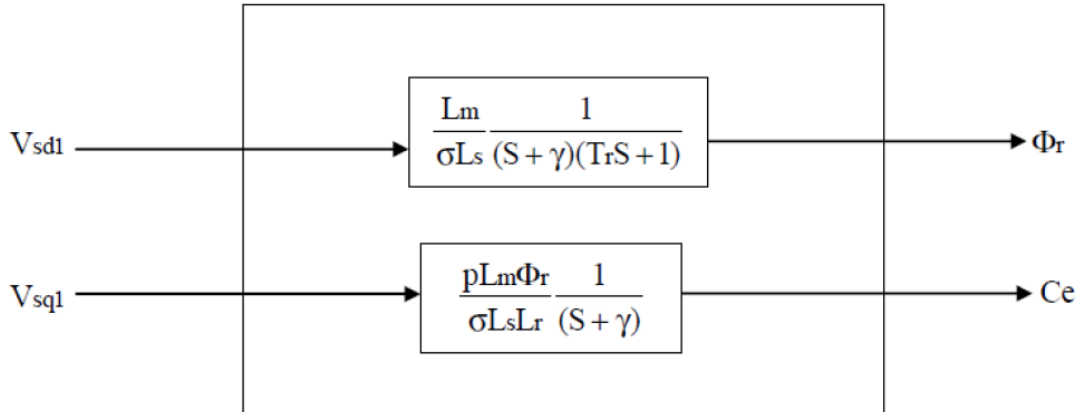 Vsd1
Lm 1
σLs (S + γ)(TrS + 1)
Φr
Vsq1
pLmΦr 1
σLsLr (S + γ)
Ce